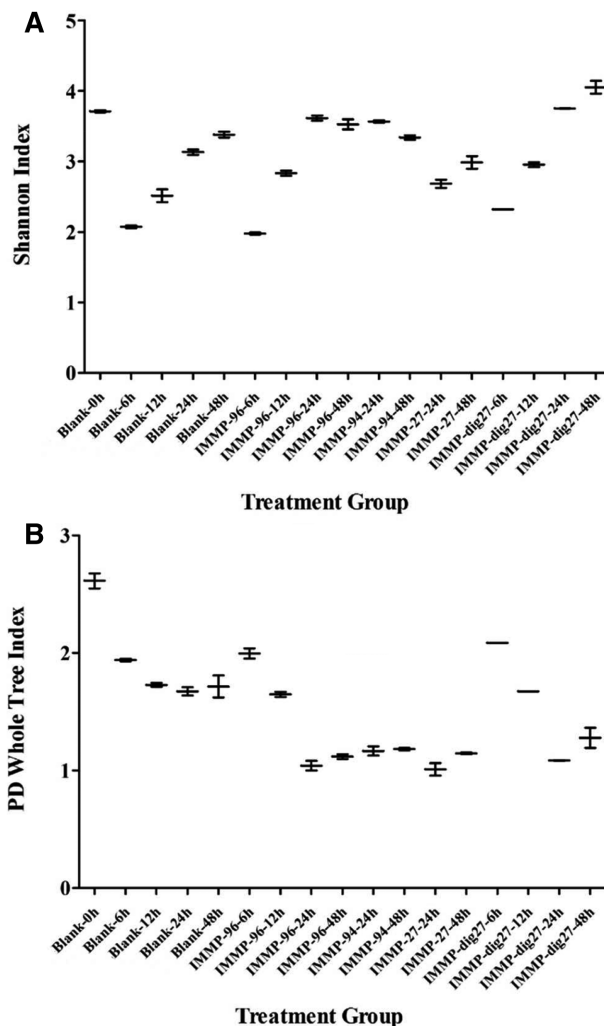 A
Shannon Index
5
4
3
2
1
0
Blank-0h
Blank-6h
Blank-12h
Blank-24h
Blank-48h
IMMP-96-6h
IMMP-96-12h
IMMP-96-24h
IMMP-96-48h
IMMP-94-24h
IMMP-94-48h
IMMP-27-24h
IMMP-27-48h
IMMP-dig27-6h
IMMP-dig27-12h
IMMP-dig27-24h
IMMP-dig27-48h
Treatment Group
B
PD Whole Tree Index
3
2
1
0
Blank-0h
Blank-6h
Blank-12h
Blank-24h
Blank-48h
IMMP-96-6h
IMMP-96-12h
IMMP-96-24h
IMMP-96-48h
IMMP-94-24h
IMMP-94-48h
IMMP-27-24h
IMMP-27-48h
IMMP-dig27-6h
IMMP-dig27-12h
IMMP-dig27-24h
IMMP-dig27-48h
Treatment Group